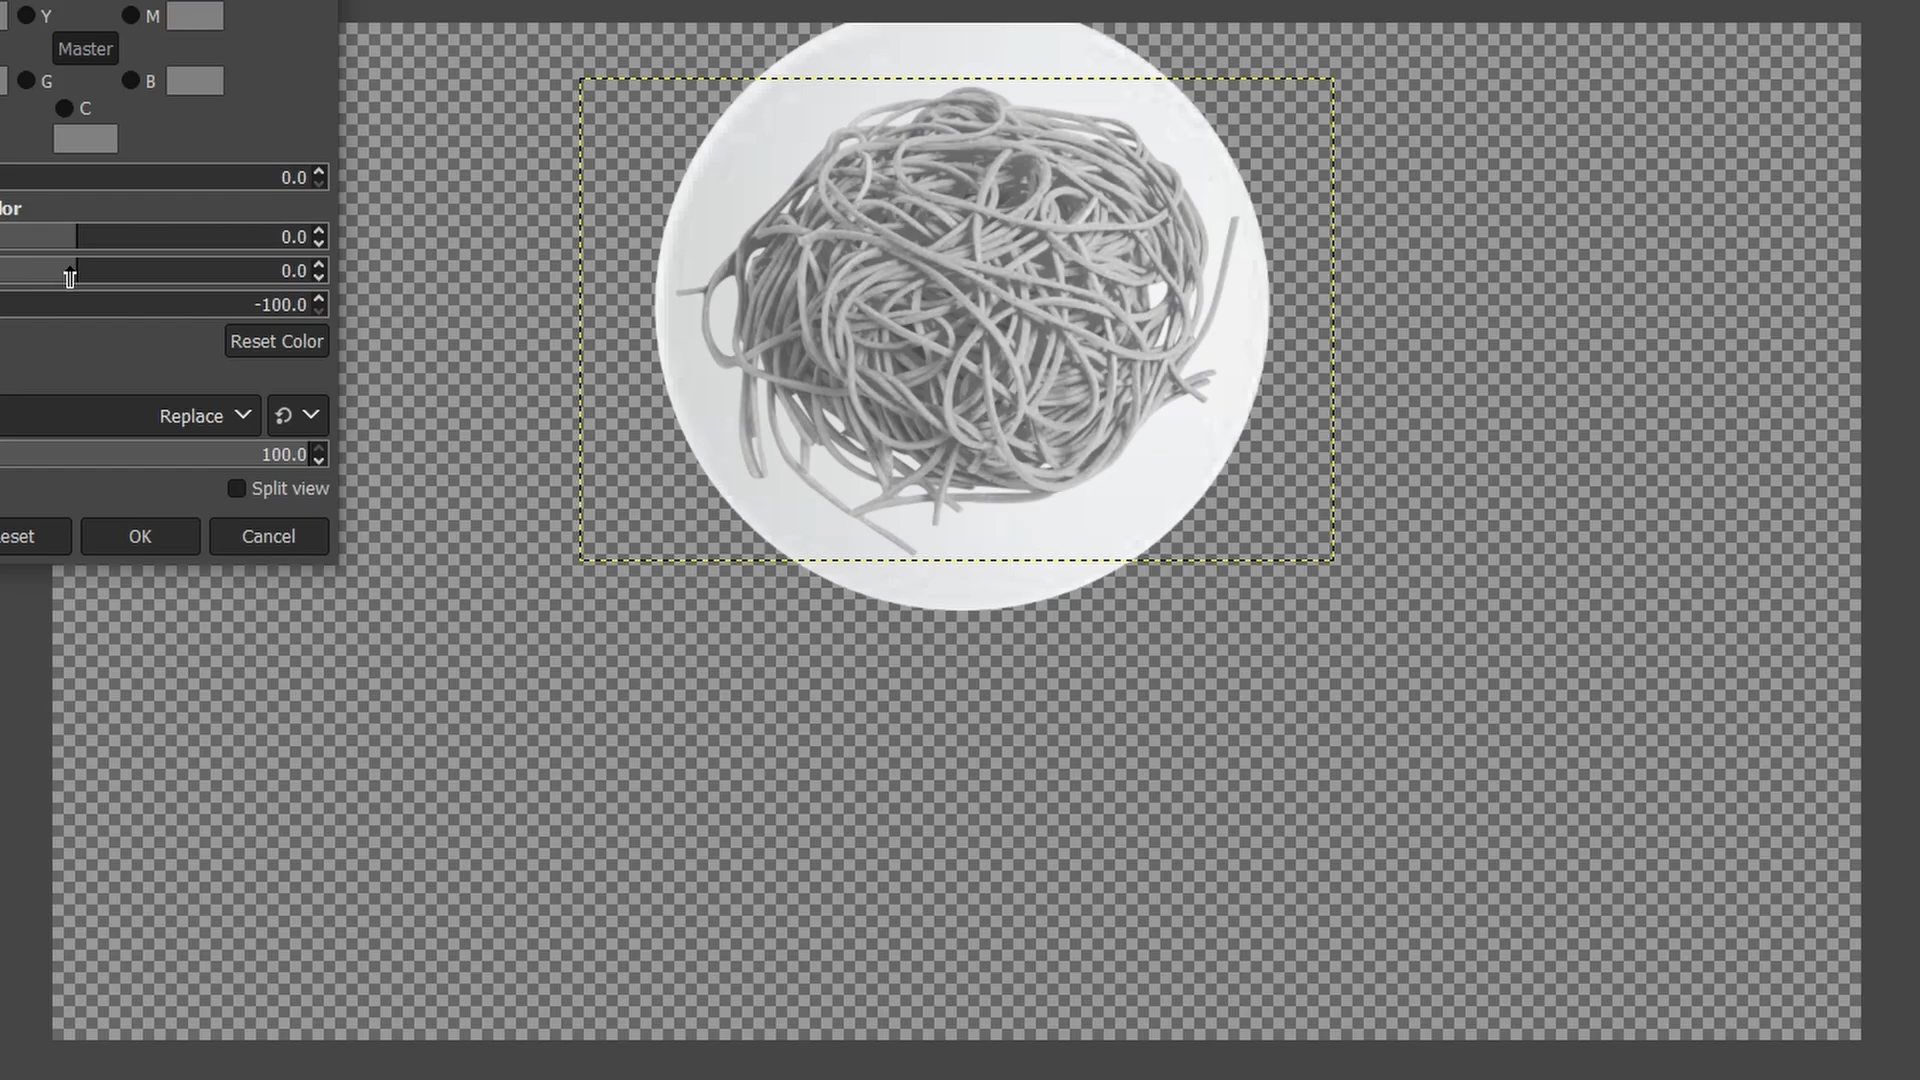 Y M
Master
G B
C
0.0
lor
0.0
0.0
-100.0
Reset Color
Replace
100.0
Split view
eset OK Cancel